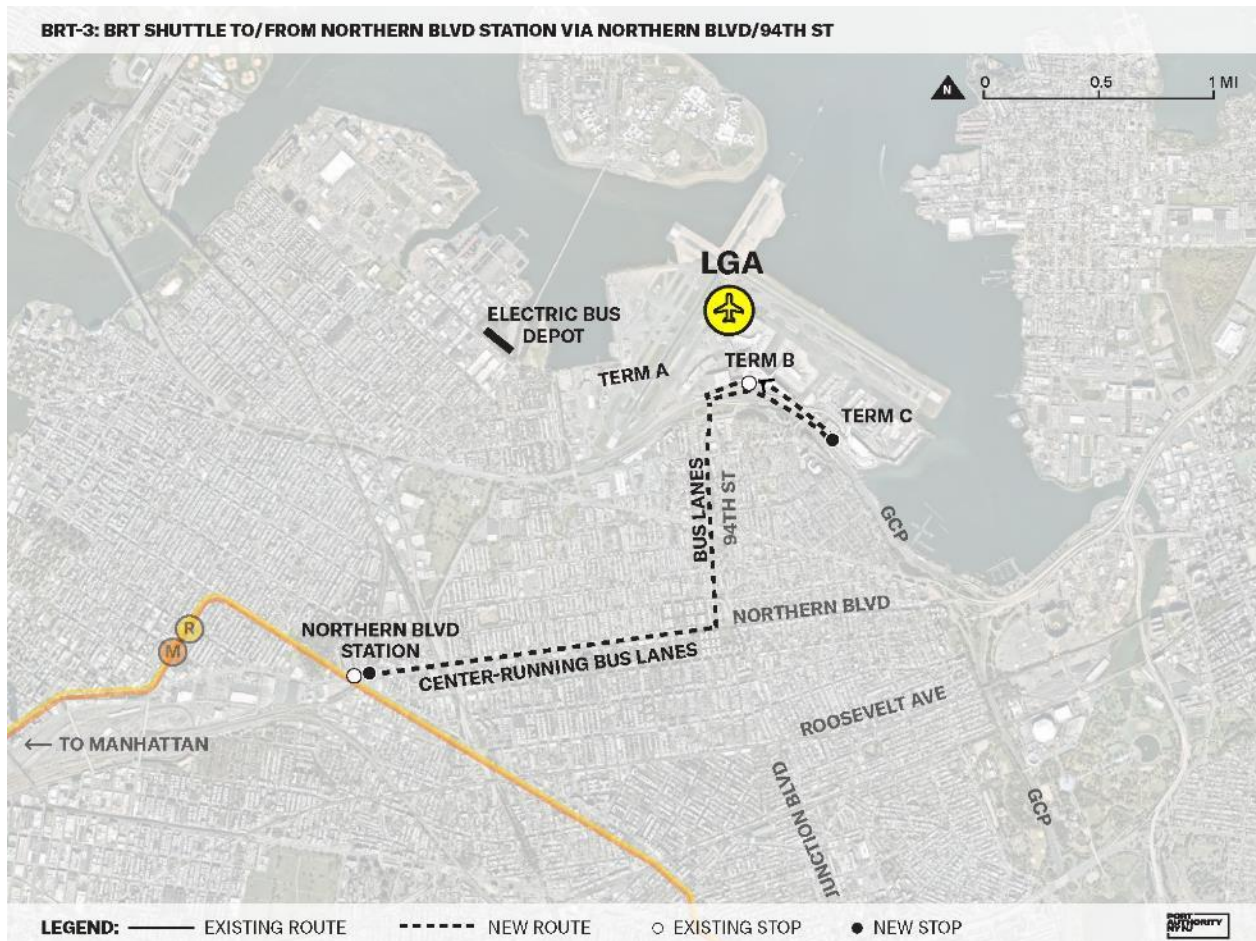 BRT-3: BRT SHUTTLE TO/FROM NORTHERN BLVD STATION VIA NORTHERN BLVD/94TH ST
N
0 0.5 1 MI
LGA
ELECTRIC BUS
DEPOT
TERM A
TERM B
TERM C
BUS LANES
94TH ST
GCP
NORTHERN BLVD
R
M
NORTHERN BLVD
STATION
CENTER-RUNNING BUS LANES
ROOSEVELT AVE
← TO MANHATTAN
JUNCTION BLVD
GCP
LEGEND: EXISTING ROUTE NEW ROUTE EXISTING STOP NEW STOP
PORT
AUTHORITY
NY NJ